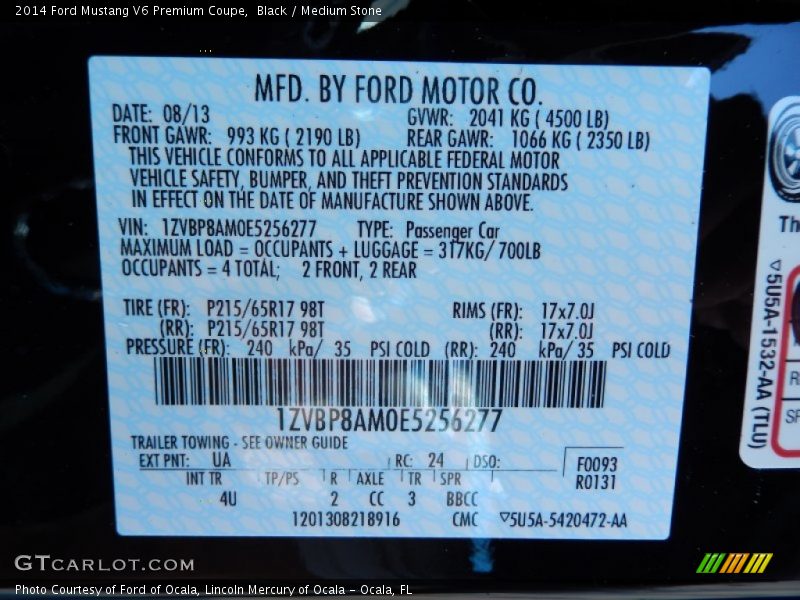 2014 Ford Mustang V6 Premium Coupe, Black / Medium Stone
MFD. BY FORD MOTOR CO.
DATE: 08/13 GVWR: 2041 KG ( 4500 LB)
FRONT GAWR: 993 KG ( 2190 LB) REAR GAWR: 1066 KG ( 2350 LB)
THIS VEHICLE CONFORMS TO ALL APPLICABLE FEDERAL MOTOR
VEHICLE SAFETY, BUMPER, AND THEFT PREVENTION STANDARDS
IN EFFECT ON THE DATE OF MANUFACTURE SHOWN ABOVE.
VIN: 1ZVBP8AM0E5256277 TYPE: Passenger Car
MAXIMUM LOAD = OCCUPANTS + LUGGAGE = 317KG/ 700LB
OCCUPANTS = 4 TOTAL; 2 FRONT, 2 REAR
TIRE (FR): P215/65R17 98T RIMS (FR): 17x7.0J
(RR): P215/65R17 98T (RR): 17x7.0J
PRESSURE (FR): 240 kPa/ 35 PSI COLD (RR): 240 kPa/ 35 PSI COLD
1ZVBP8AM0E5256277
TRAILER TOWING - SEE OWNER GUIDE
EXT PNT: UA RC: 24 DSO: F0093
INT TR TP/PS R AXLE TR SPR R0131
4U 2 CC 3 BBCC
1201308218916 CMC ▽5U5A-5420472-AA
Th
▽5U5A-1532-AA (TLU)
R
SP
GTCARLOT.COM
Photo Courtesy of Ford of Ocala, Lincoln Mercury of Ocala - Ocala, FL